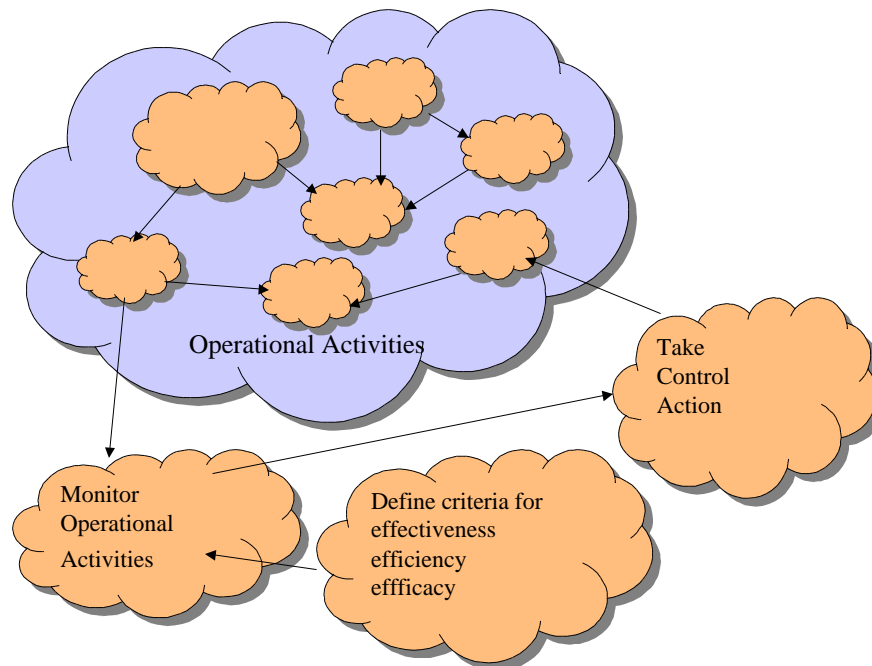 Operational Activities
Take
Control
Action
Monitor
Operational
Activities
Define criteria for
effectiveness
efficiency
effficacy